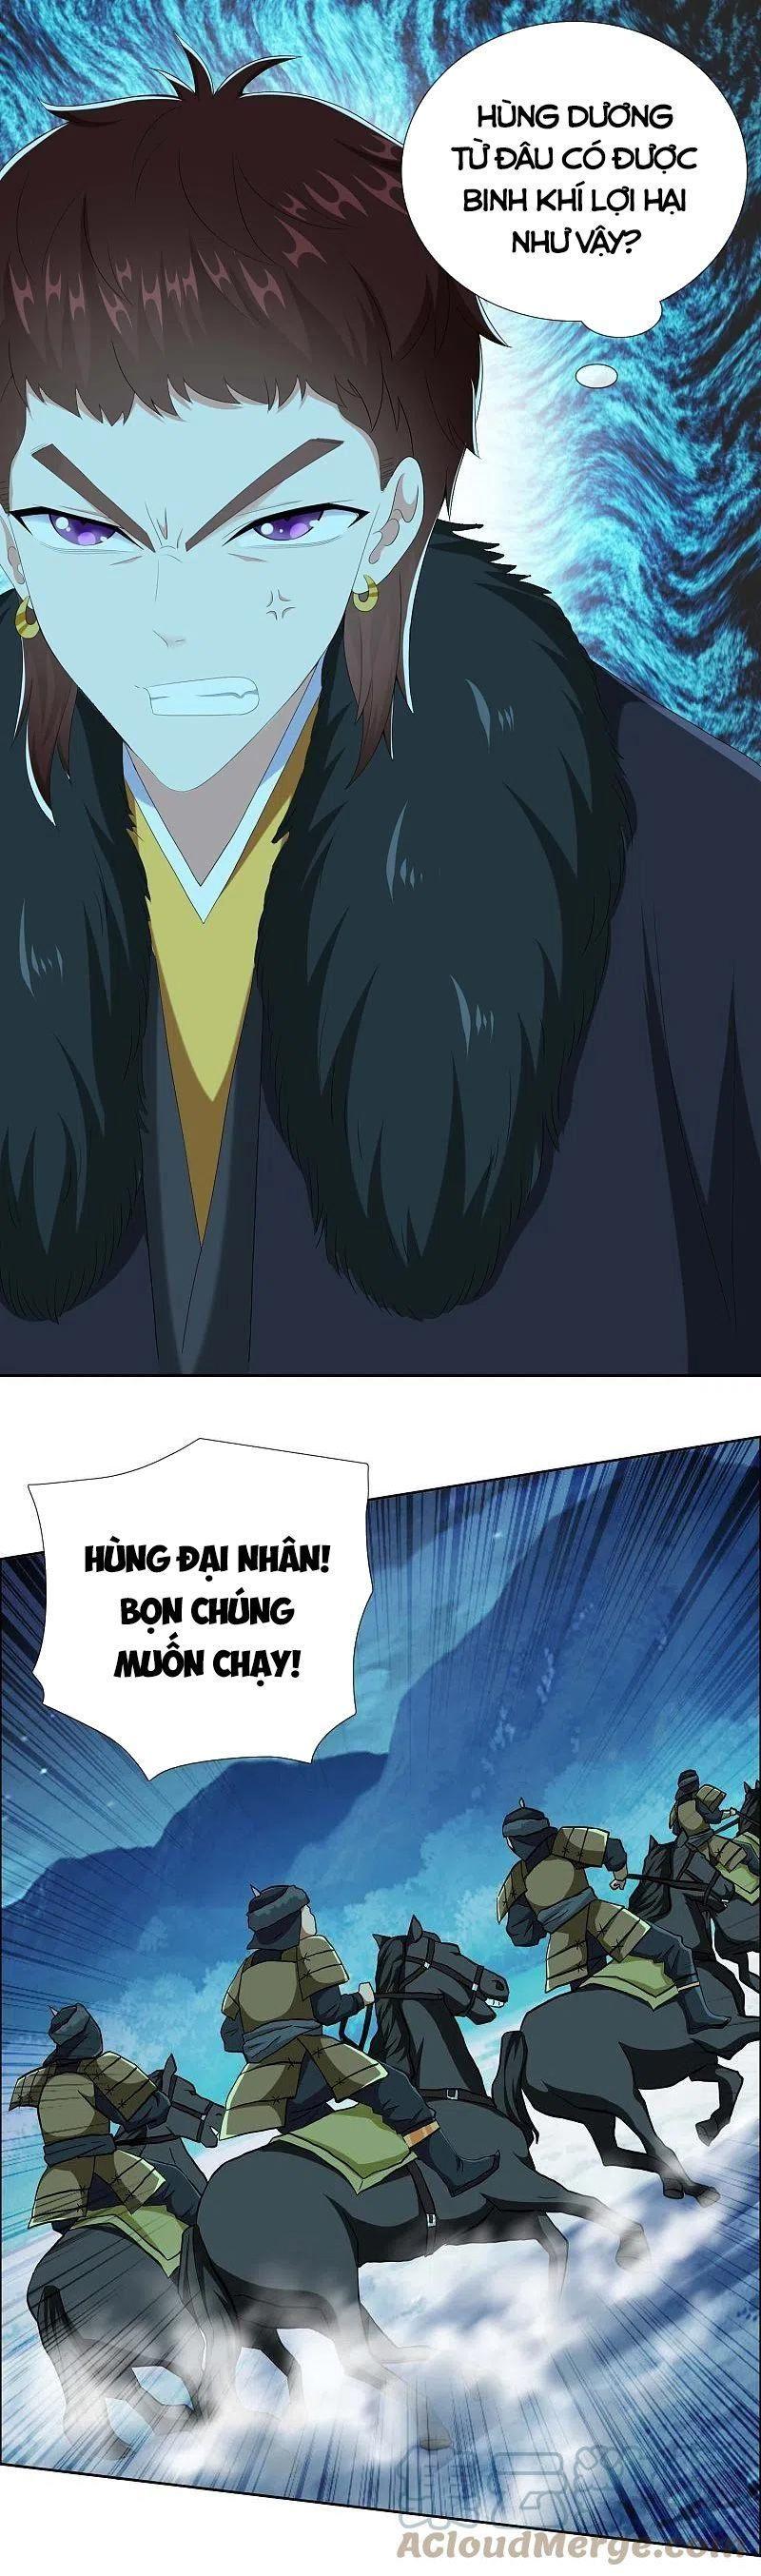 HÙNG DƯƠNG
TỪ ĐÂU CÓ ĐƯỢC
BINH KHÍ LỢI HẠI
NHƯ VẬY?
HÙNG ĐẠI NHÂN!
BỌN CHÚNG
MUỐN CHẠY!
ACloudMerge.com